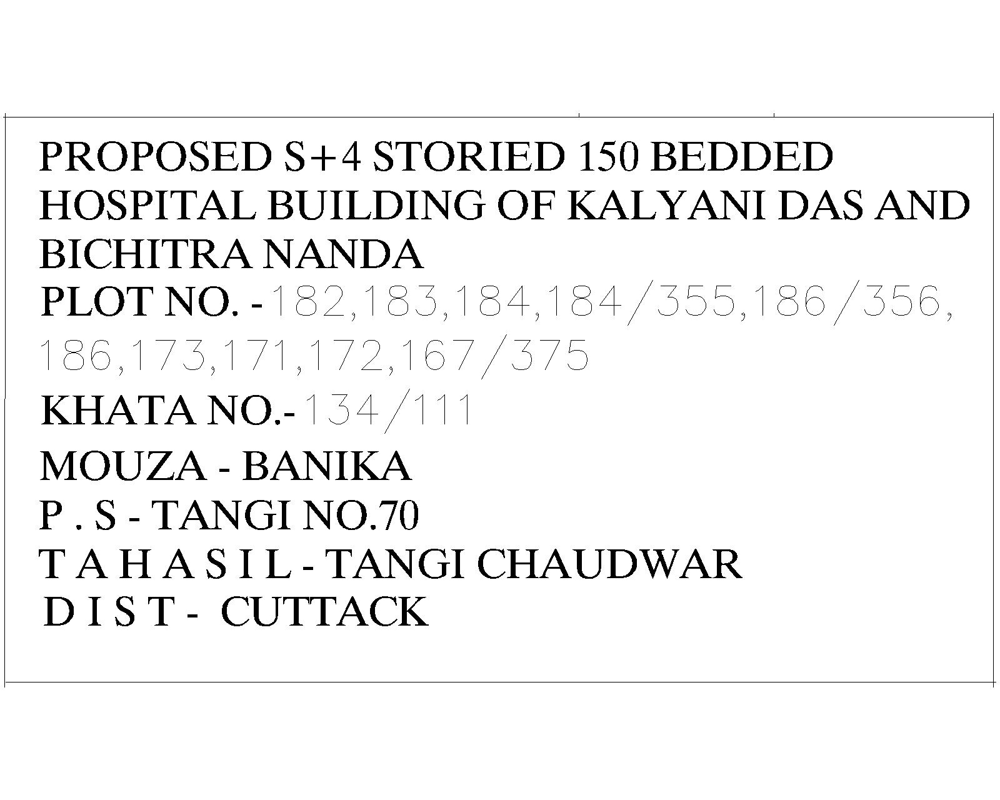 PROPOSED S+4 STORIED 150 BEDDED
HOSPITAL BUILDING OF KALYANI DAS AND
BICHITRA NANDA
PLOT NO. -182,183,184,184/355,186/356,
186,173,171,172,167/375
KHATA NO.-134/111
MOUZA - BANIKA
P . S - TANGI NO.70
T A H A S I L - TANGI CHAUDWAR
D I S T - CUTTACK